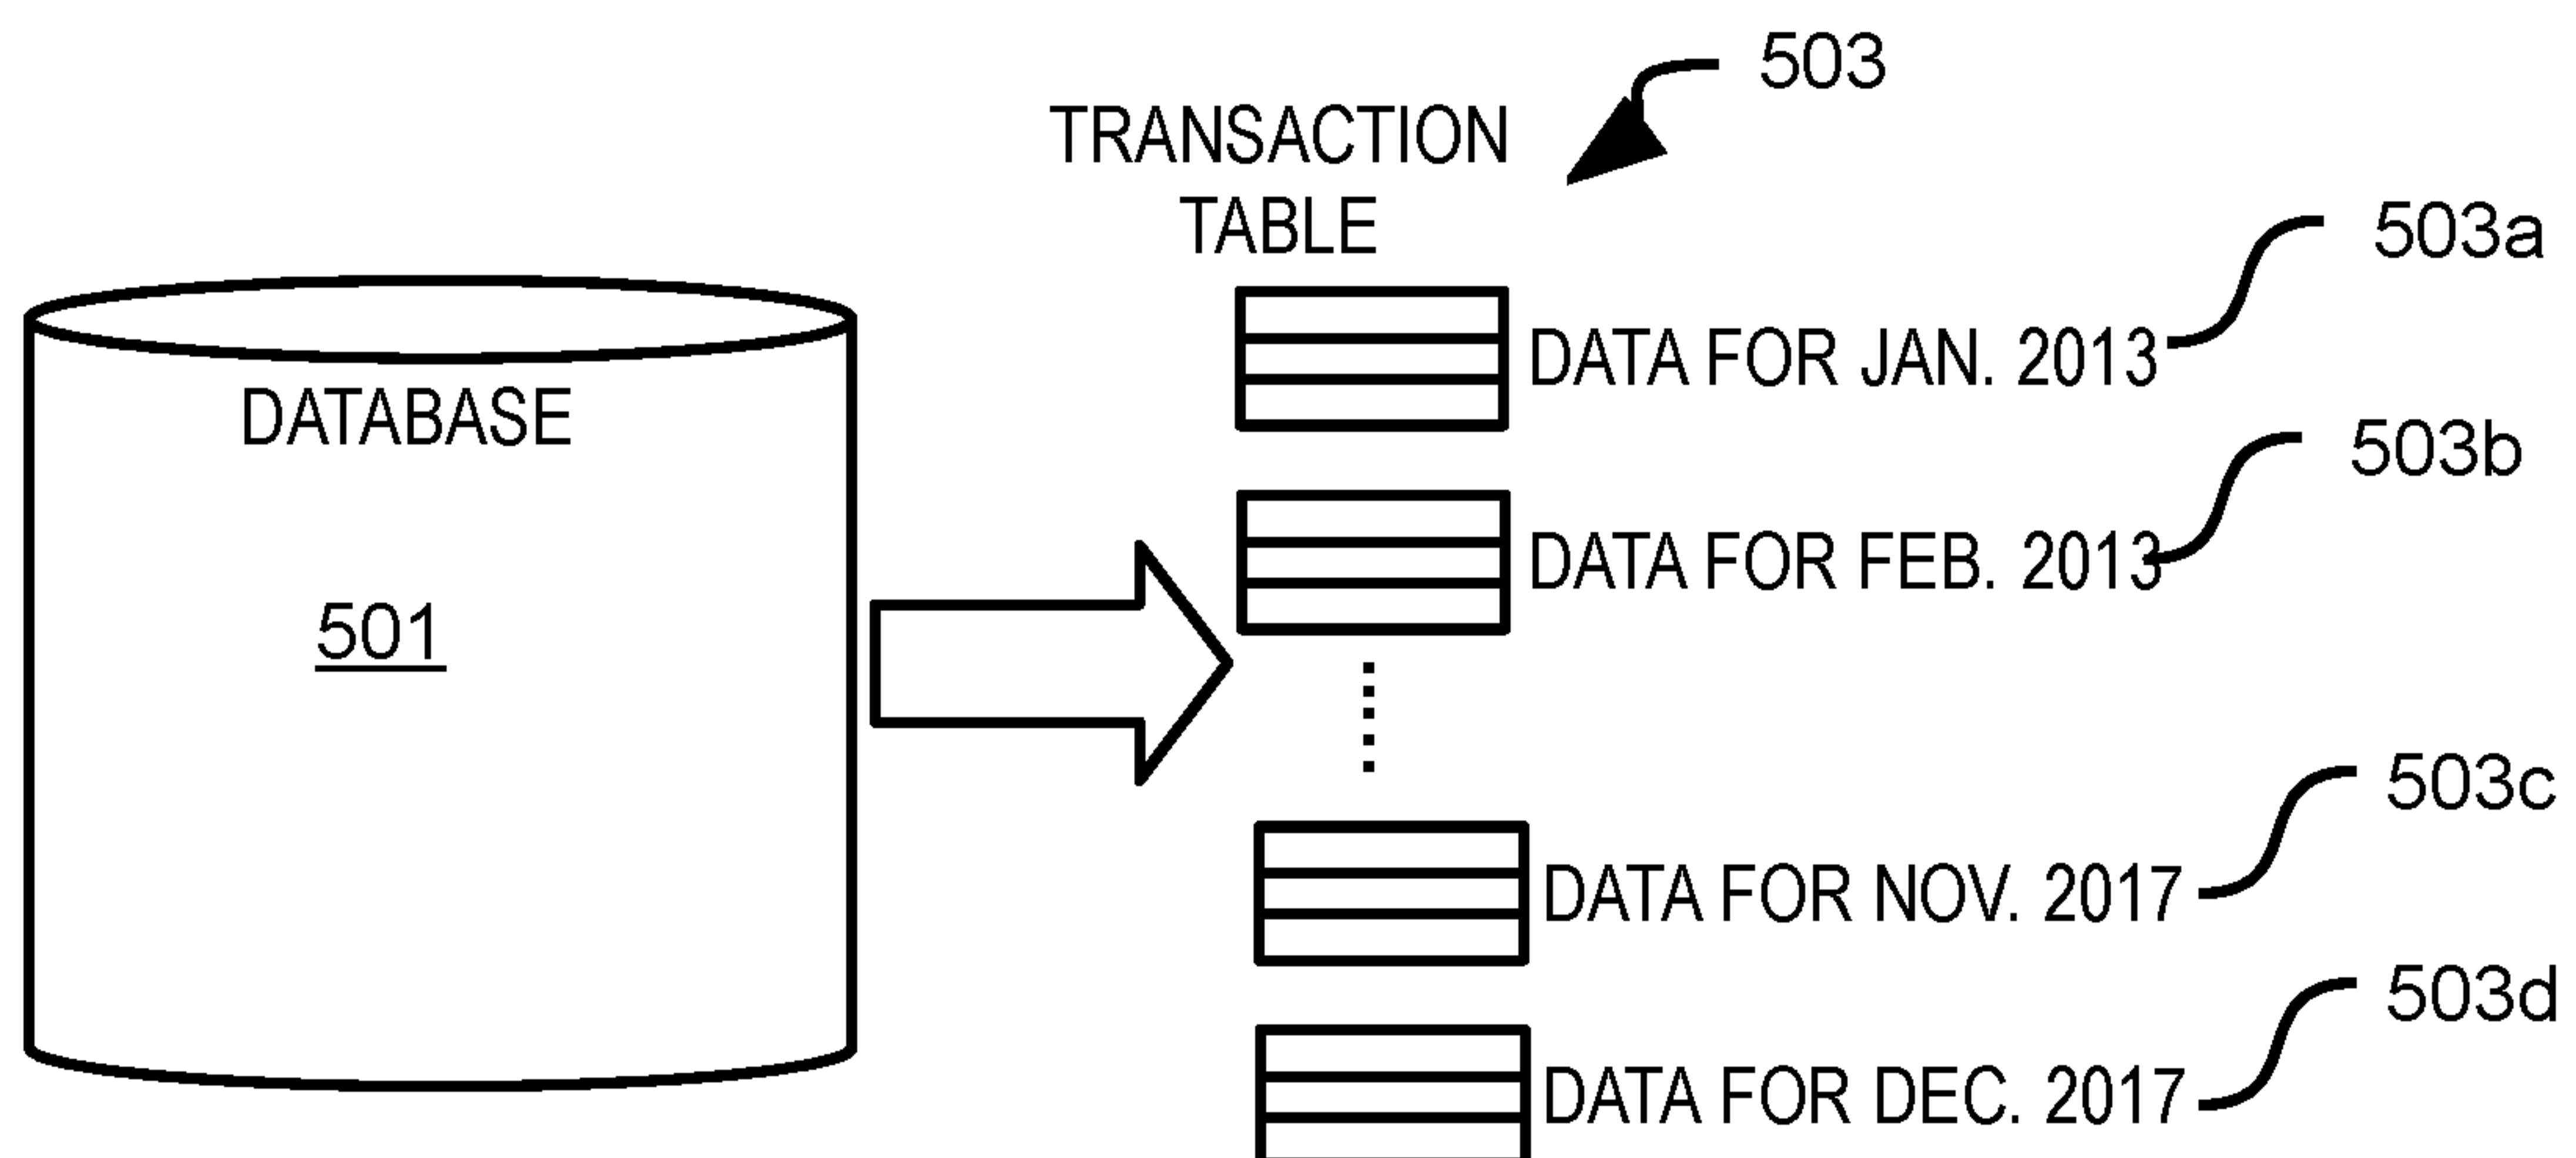 503
TRANSACTION
TABLE
503a
DATA FOR JAN. 2013
DATABASE
503b
DATA FOR FEB. 2013
501
503c
DATA FOR NOV. 2017
503d
DATA FOR DEC. 2017